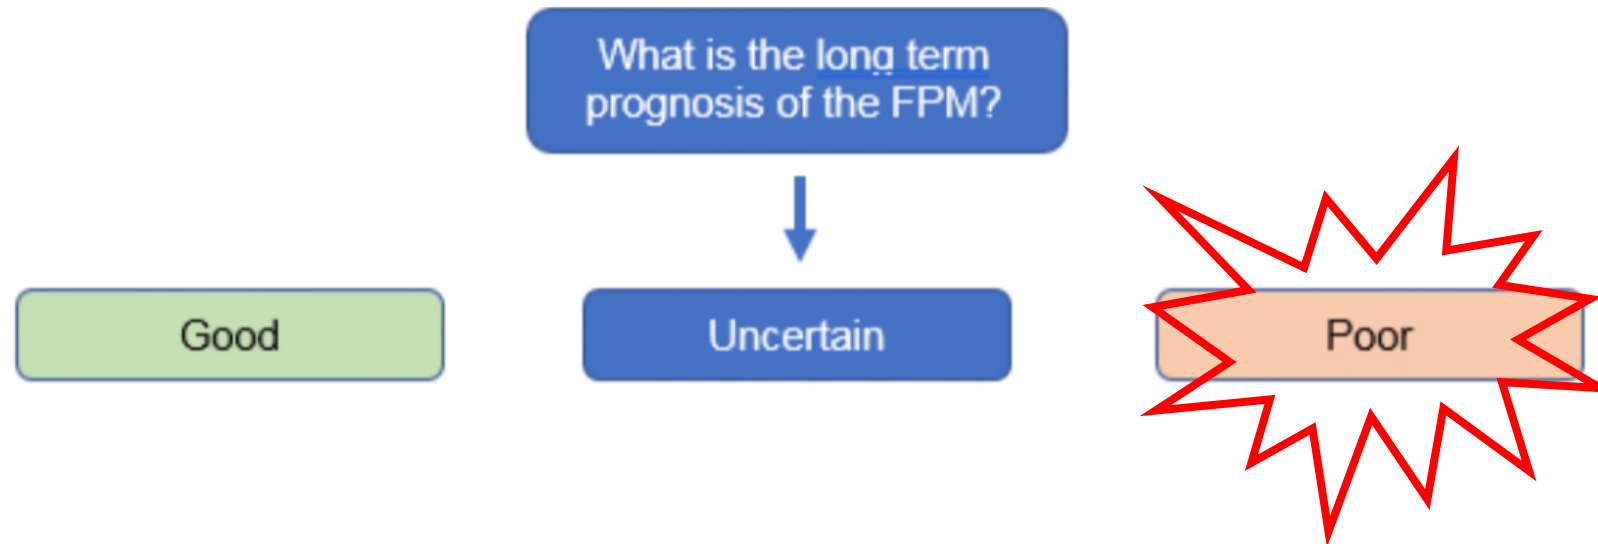 What is the long term
prognosis of the FPM?
Good
Uncertain
Poor